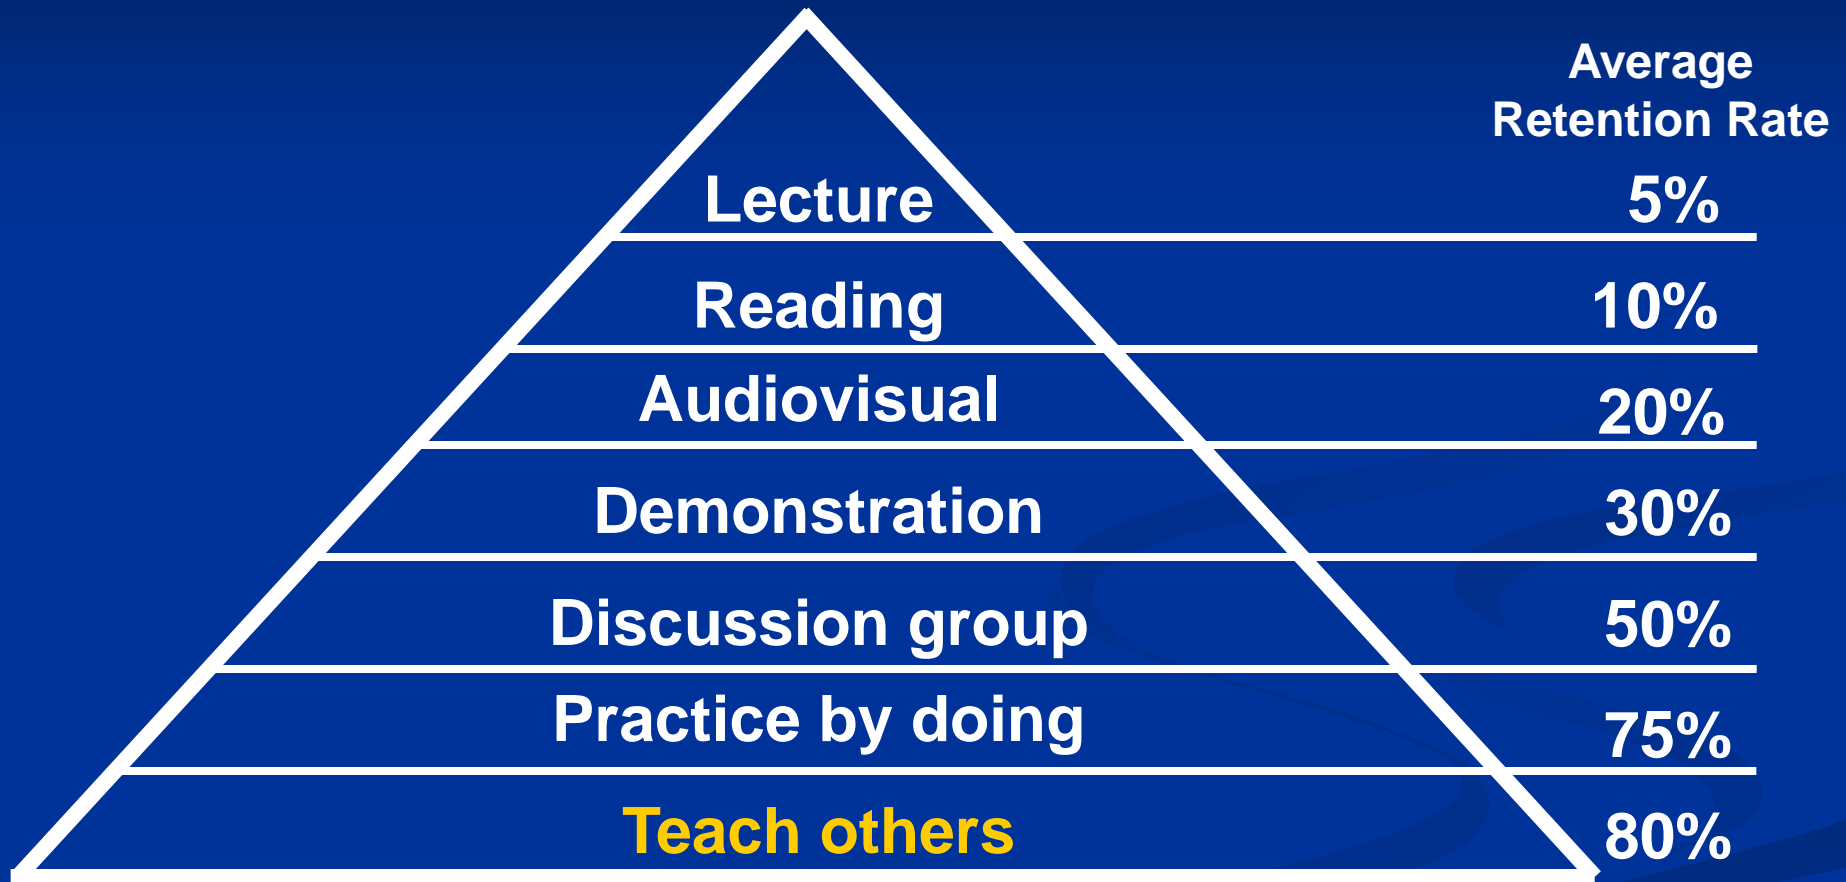 Average
Retention Rate
Lecture 5%
Reading 10%
Audiovisual 20%
Demonstration 30%
Discussion group 50%
Practice by doing 75%
Teach others 80%